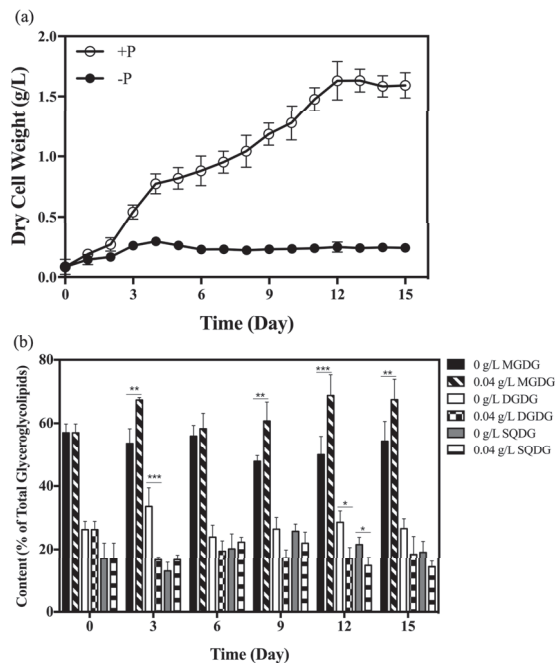 (a)
2.0
1.5
1.0
0.5
0.0
Dry Cell Weight (g/L)
+P
-P
0 3 6 9 12 15
Time (Day)
(b)
80
60
40
20
0
Content (% of Total Glyceroglycolipids)
** *** ** *** * * **
0 g/L MGDG
0.04 g/L MGDG
0 g/L DGDG
0.04 g/L DGDG
0 g/L SQDG
0.04 g/L SQDG
0 3 6 9 12 15
Time (Day)